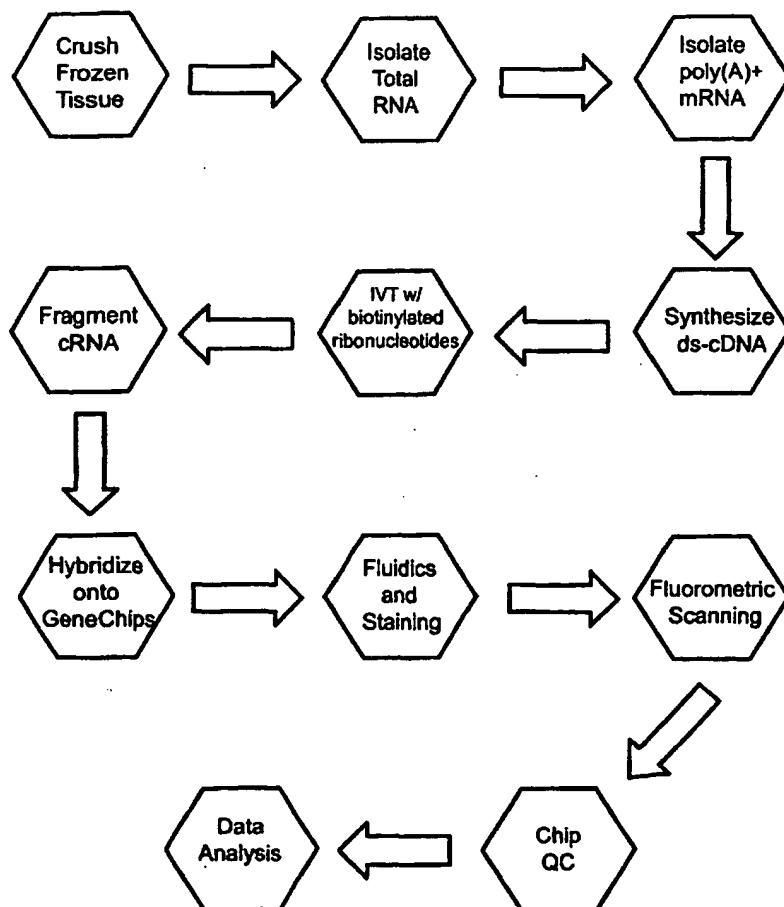 Crush
Frozen
Tissue
Isolate
Total
RNA
Isolate
poly(A)+
mRNA
Synthesize
ds-cDNA
IVT w/
biotinylated
ribonucleotides
Fragment
cRNA
Hybridize
onto
GeneChips
Fluidics
and
Staining
Fluorometric
Scanning
Chip
QC
Data
Analysis